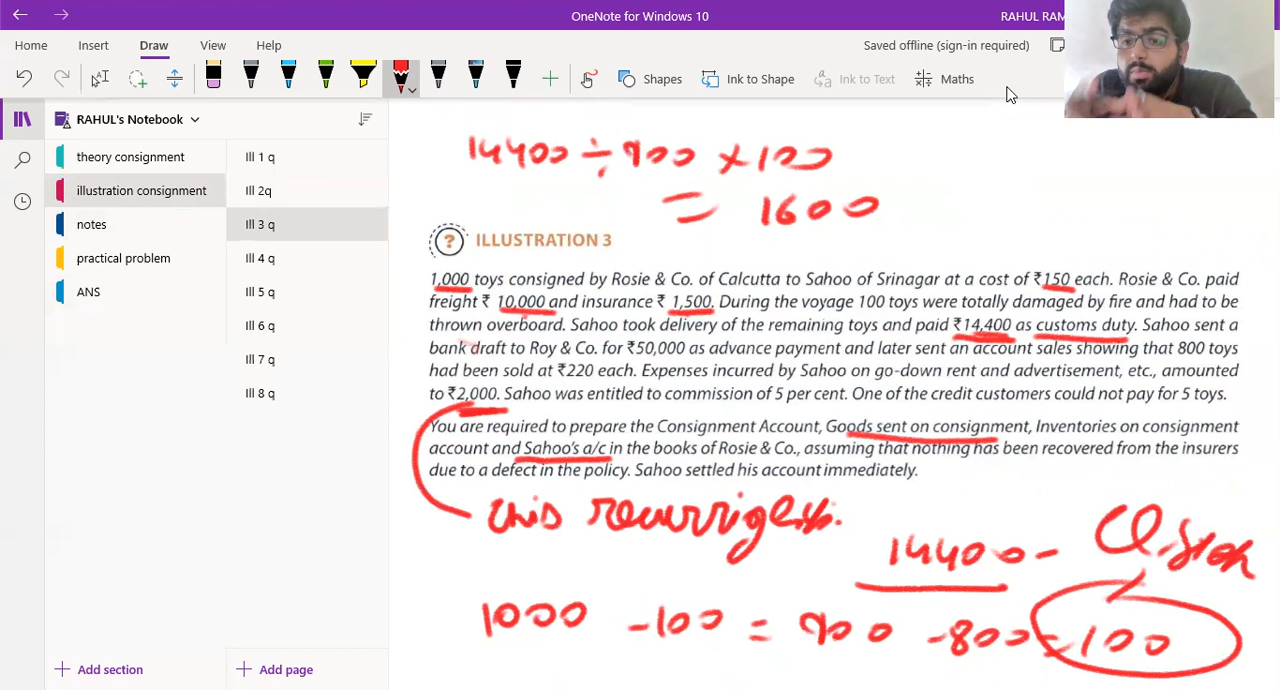 OneNote for Windows 10
RAHUL RAM
Home Insert Draw View Help
Saved offline (sign-in required)
Shapes Ink to Shape Ink to Text Maths
RAHUL's Notebook
theory consignment
illustration consignment
notes
practical problem
ANS
Ill 1 q
Ill 2q
Ill 3 q
Ill 4 q
Ill 5 q
Ill 6 q
Ill 7 q
Ill 8 q
Add section
Add page
14400 ÷ 900 × 100
= 1600
? ILLUSTRATION 3
1,000 toys consigned by Rosie & Co. of Calcutta to Sahoo of Srinagar at a cost of ₹150 each. Rosie & Co. paid
freight ₹ 10,000 and insurance ₹ 1,500. During the voyage 100 toys were totally damaged by fire and had to be
thrown overboard. Sahoo took delivery of the remaining toys and paid ₹14,400 as customs duty. Sahoo sent a
bank draft to Roy & Co. for ₹50,000 as advance payment and later sent an account sales showing that 800 toys
had been sold at ₹220 each. Expenses incurred by Sahoo on go-down rent and advertisement, etc., amounted
to ₹2,000. Sahoo was entitled to commission of 5 per cent. One of the credit customers could not pay for 5 toys.
You are required to prepare the Consignment Account, Goods sent on consignment, Inventories on consignment
account and Sahoo's a/c in the books of Rosie & Co., assuming that nothing has been recovered from the insurers
due to a defect in the policy. Sahoo settled his account immediately.
this
14400 -
1000 - 100 = 900 - 800 = 100